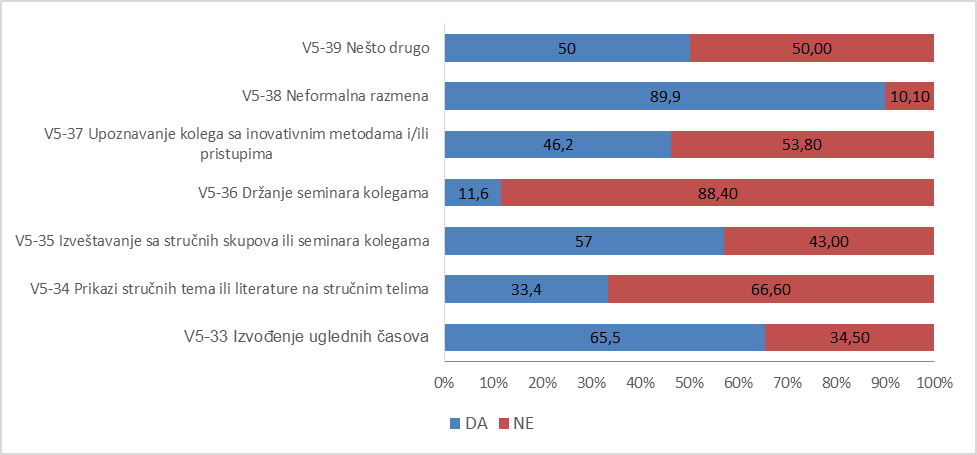 V5-39 Nešto drugo
50
50,00
V5-38 Neformalna razmena
89,9
10,10
V5-37 Upoznavanje kolega sa inovativnim metodama i/ili
pristupima
46,2
53,80
V5-36 Držanje seminara kolegama
11,6
88,40
V5-35 Izveštavanje sa stručnih skupova ili seminara kolegama
57
43,00
V5-34 Prikazi stručnih tema ili literature na stručnim telima
33,4
66,60
V5-33 Izvođenje uglednih časova
65,5
34,50
0% 10% 20% 30% 40% 50% 60% 70% 80% 90% 100%
DA NE